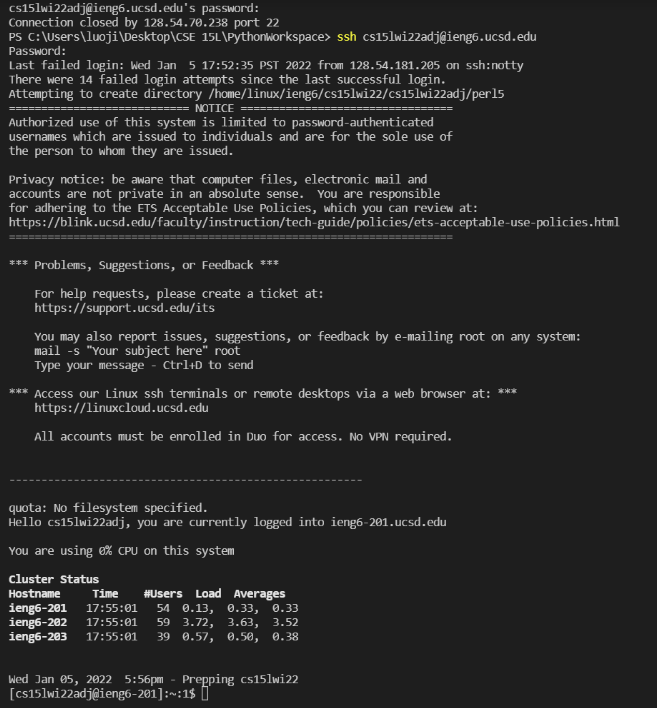 cs15lwi22adj@ieng6.ucsd.edu's password:
Connection closed by 128.54.70.238 port 22
PS C:\Users\luoji\Desktop\CSE 15L\PythonWorkspace> ssh cs15lwi22adj@ieng6.ucsd.edu
Password:
Last failed login: Wed Jan  5 17:52:35 PST 2022 from 128.54.181.205 on ssh:notty
There were 14 failed login attempts since the last successful login.
Attempting to create directory /home/linux/ieng6/cs15lwi22/cs15lwi22adj/perl5
============================ NOTICE =================================
Authorized use of this system is limited to password-authenticated
usernames which are issued to individuals and are for the sole use of
the person to whom they are issued.

Privacy notice: be aware that computer files, electronic mail and
accounts are not private in an absolute sense.  You are responsible
for adhering to the ETS Acceptable Use Policies, which you can review at:
https://blink.ucsd.edu/faculty/instruction/tech-guide/policies/ets-acceptable-use-policies.html
=====================================================================

*** Problems, Suggestions, or Feedback ***

    For help requests, please create a ticket at:
    https://support.ucsd.edu/its

    You may also report issues, suggestions, or feedback by e-mailing root on any system:
    mail -s "Your subject here" root
    Type your message - Ctrl+D to send

*** Access our Linux ssh terminals or remote desktops via a web browser at: ***
    https://linuxcloud.ucsd.edu

    All accounts must be enrolled in Duo for access. No VPN required.

-------------------------------------------------------

quota: No filesystem specified.
Hello cs15lwi22adj, you are currently logged into ieng6-201.ucsd.edu

You are using 0% CPU on this system

Cluster Status
Hostname     Time    #Users  Load  Averages
ieng6-201   17:55:01   54  0.13,  0.33,  0.33
ieng6-202   17:55:01   59  3.72,  3.63,  3.52
ieng6-203   17:55:01   39  0.57,  0.50,  0.38

Wed Jan 05, 2022  5:56pm - Prepping cs15lwi22
[cs15lwi22adj@ieng6-201]:~:1$